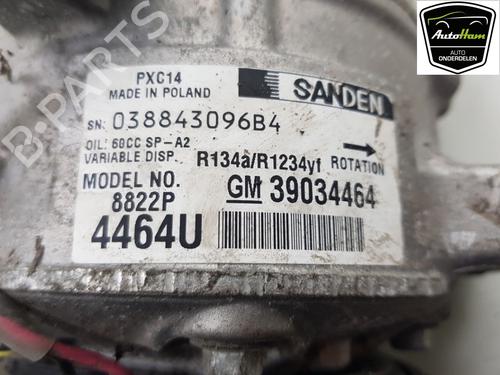 AutoHam
AUTO
ONDERDELEN
B-PARTS
PXC14
MADE IN POLAND
SANDEN
SN: 038843096B4
OIL: 60CC SP-A2
VARIABLE DISP.
R134a/R1234yf
ROTATION
MODEL NO.
8822P
GM 39034464
4464U